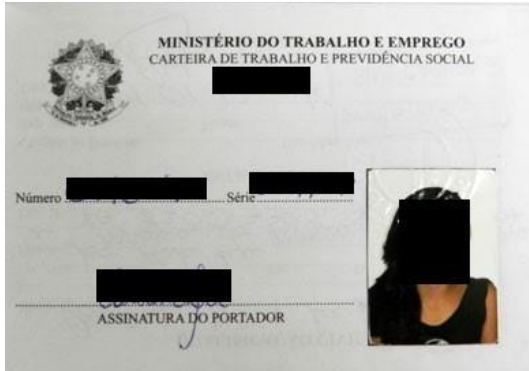 MINISTÉRIO DO TRABALHO E EMPREGO
CARTEIRA DE TRABALHO E PREVIDÊNCIA SOCIAL
Número Série
ASSINATURA DO PORTADOR